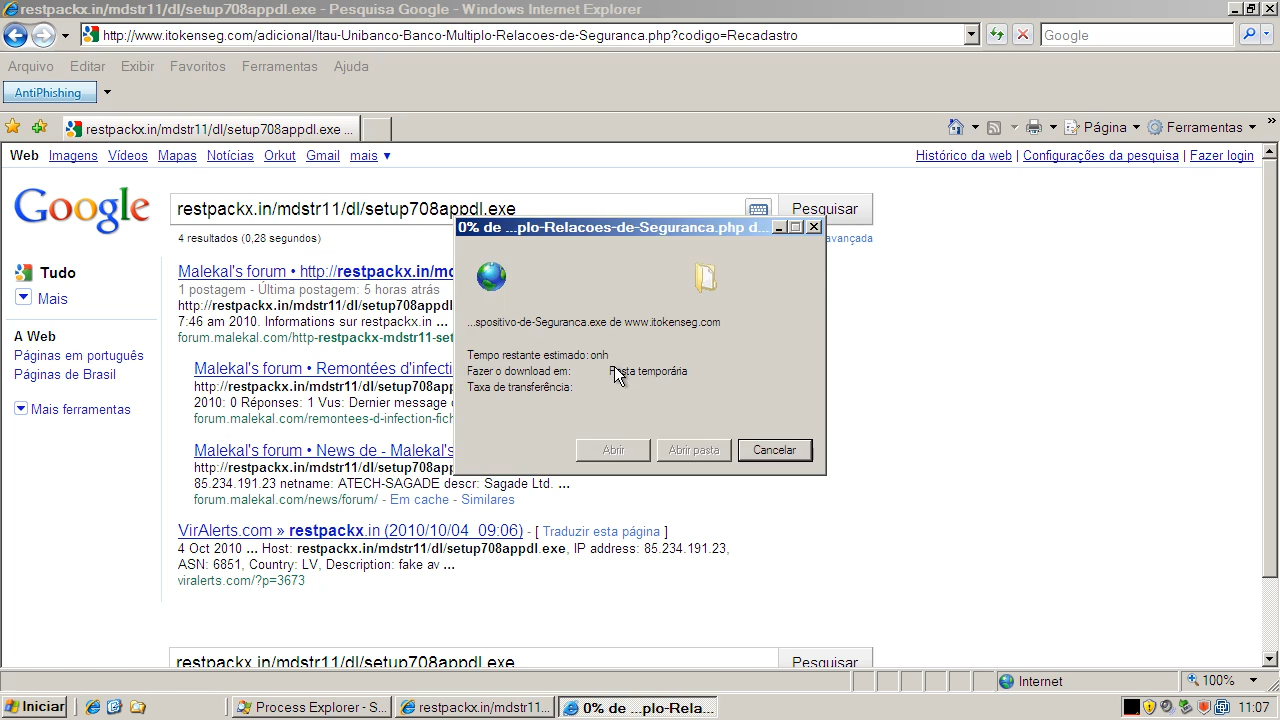 restpackx.in/mdstr11/dl/setup708appdl.exe - Pesquisa Google - Windows Internet Explorer
http://www.itokenseg.com/adicional/Itau-Unibanco-Banco-Multiplo-Relacoes-de-Seguranca.php?codigo=Recadastro
Google
Arquivo Editar Exibir Favoritos Ferramentas Ajuda
AntiPhishing
restpackx.in/mdstr11/dl/setup708appdl.exe ...
Página Ferramentas »
Web Imagens Vídeos Mapas Notícias Orkut Gmail mais ▼
Histórico da web | Configurações da pesquisa | Fazer login
Google
restpackx.in/mdstr11/dl/setup708appdl.exe
Pesquisar
4 resultados (0,28 segundos)
avançada
Tudo
Mais
A Web
Páginas em português
Páginas de Brasil
Mais ferramentas
Malekal's forum • http://restpackx.in/m
1 postagem - Última postagem: 5 horas atrás
http://restpackx.in/mdstr11/dl/setup708appdl
7:46 am 2010. Informations sur restpackx.in ...
forum.malekal.com/http-restpackx-mdstr11-set
Malekal's forum • Remontées d'infecti
http://restpackx.in/mdstr11/dl/setup708appdl
2010: 0 Réponses: 1 Vus: Dernier message
forum.malekal.com/remontees-d-infection-fich
Malekal's forum • News de - Malekal's
http://restpackx.in/mdstr11/dl/setup708appdl
85.234.191.23 netname: ATECH-SAGADE descr: Sagade Ltd. ...
forum.malekal.com/news/forum/ - Em cache - Similares
VirAlerts.com » restpackx.in (2010/10/04_09:06) - [ Traduzir esta página ]
4 Oct 2010 ... Host: restpackx.in/mdstr11/dl/setup708appdl.exe, IP address: 85.234.191.23,
ASN: 6851, Country: LV, Description: fake av ...
viralerts.com/?p=3673
restpackx.in/mdstr11/dl/setup708appdl.exe
Pesquisar
0% de ...plo-Relacoes-de-Seguranca.php d...
...spositivo-de-Seguranca.exe de www.itokenseg.com
Tempo restante estimado: onh
Fazer o download em: Pasta temporária
Taxa de transferência:
Abrir Abrir pasta Cancelar
Internet
100%
Iniciar
Process Explorer - S...
restpackx.in/mdstr11...
0% de ...plo-Rela...
11:07